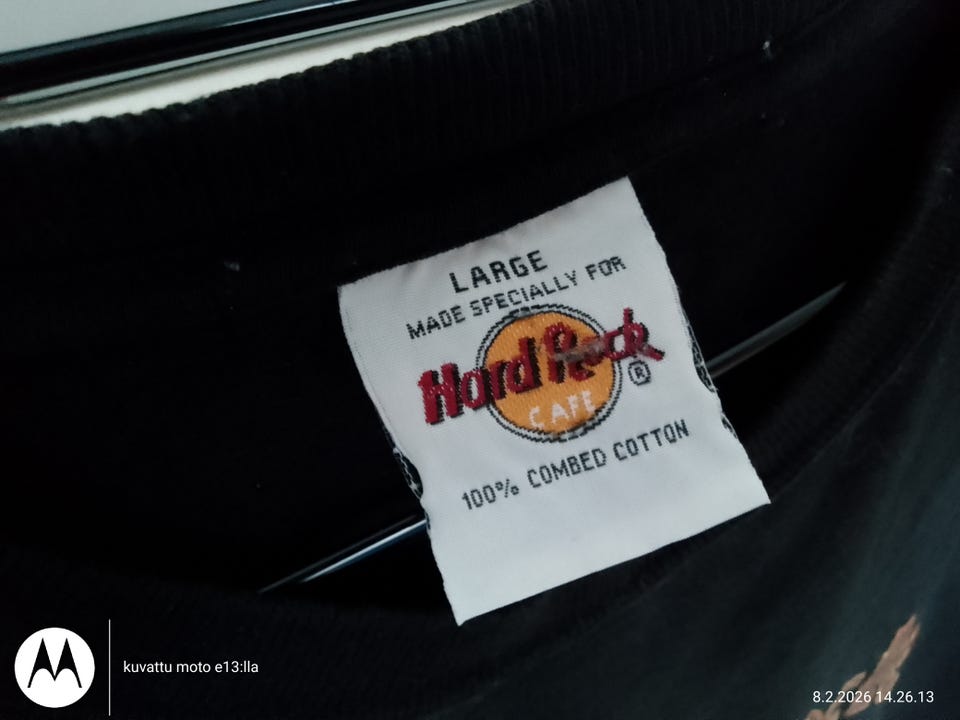 LARGE
MADE SPECIALLY FOR
Hard Rock
CAFE
®
100% COMBED COTTON
kuvattu moto e13:lla
8.2.2026 14.26.13